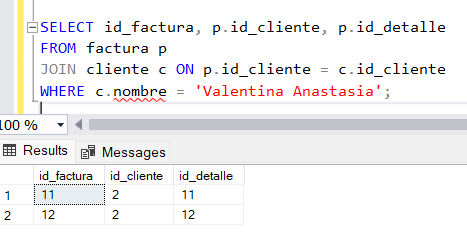 SELECT id_factura, p.id_cliente, p.id_detalle
FROM factura p
JOIN cliente c ON p.id_cliente = c.id_cliente
WHERE c.nombre = 'Valentina Anastasia';
100 %
Results Messages
id_factura id_cliente id_detalle
1 11 2 11
2 12 2 12